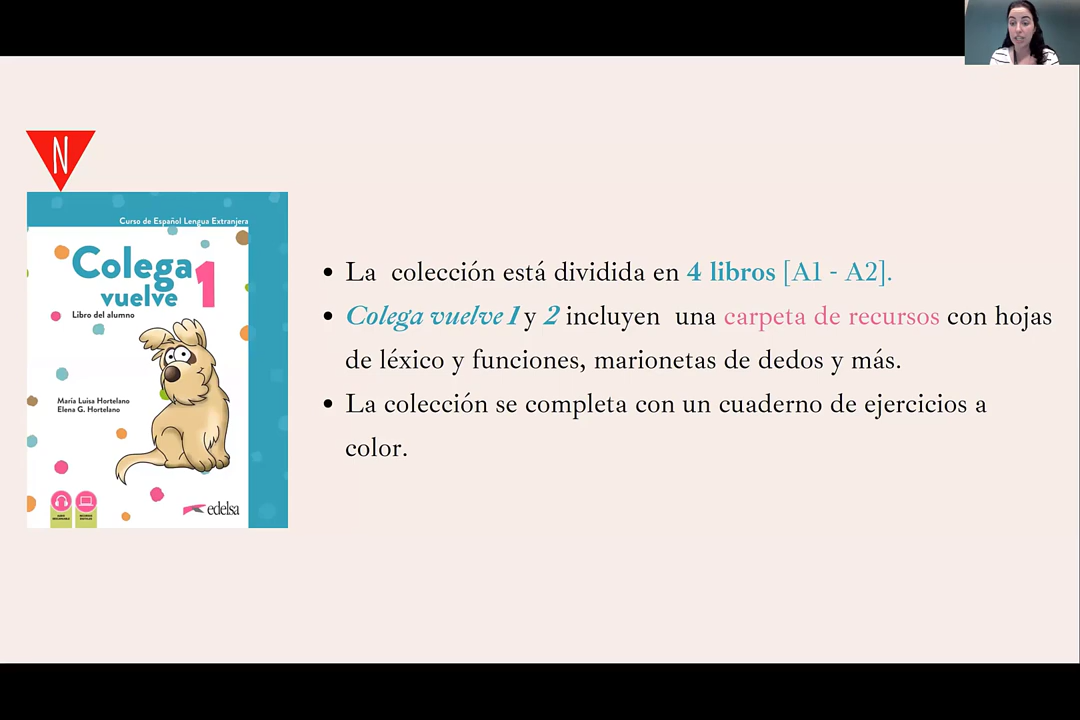 N
Curso de Español Lengua Extranjera
Colega
vuelve 1
Libro del alumno
María Luisa Hortelano
Elena G. Hortelano
edelsa
• La colección está dividida en 4 libros [A1 - A2].
• Colega vuelve 1 y 2 incluyen una carpeta de recursos con hojas
de léxico y funciones, marionetas de dedos y más.
• La colección se completa con un cuaderno de ejercicios a
color.